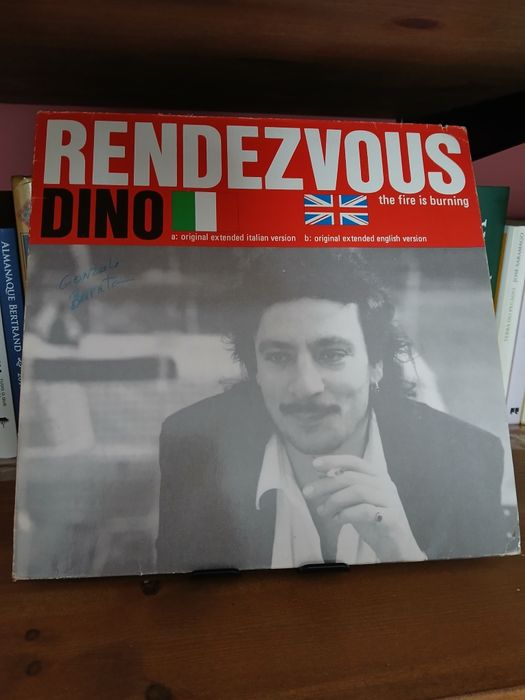 RENDEZVOUS
DINO
the fire is burning
a: original extended italian version b: original extended english version
ALMANAQUE BERTRAND